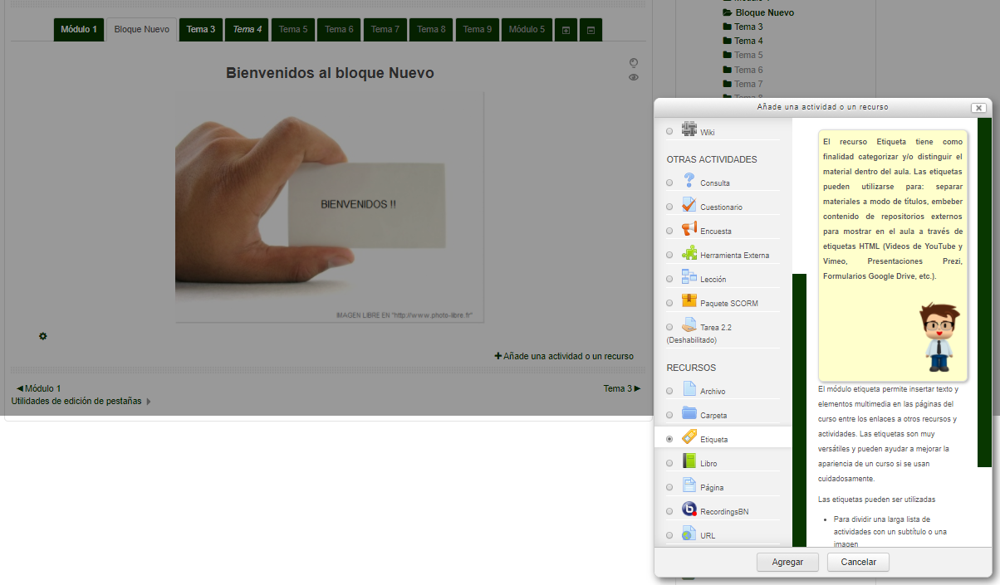 Módulo 1
Bloque Nuevo
Tema 3
Tema 4
Tema 5
Tema 6
Tema 7
Tema 8
Tema 9
Módulo 5
Bienvenidos al bloque Nuevo
BIENVENIDOS !!
IMAGEN LIBRE EN "http://www.photo-libre.fr"
Añade una actividad o un recurso
◄Módulo 1
Tema 3►
Utilidades de edición de pestañas
Bloque Nuevo
Tema 3
Tema 4
Tema 5
Tema 6
Tema 7
Añade una actividad o un recurso
Wiki
OTRAS ACTIVIDADES
Consulta
Cuestionario
Encuesta
Herramienta Externa
Lección
Paquete SCORM
Tarea 2.2
(Deshabilitado)
RECURSOS
Archivo
Carpeta
Etiqueta
Libro
Página
RecordingsBN
URL
El recurso Etiqueta tiene como
finalidad categorizar y/o distinguir el
material dentro del aula. Las etiquetas
pueden utilizarse para: separar
materiales a modo de títulos, embeber
contenido de repositorios externos
para mostrar en el aula a través de
etiquetas HTML (Videos de YouTube y
Vimeo, Presentaciones Prezi,
Formularios Google Drive, etc.).
El módulo etiqueta permite insertar texto y
elementos multimedia en las páginas del
curso entre los enlaces a otros recursos y
actividades. Las etiquetas son muy
versátiles y pueden ayudar a mejorar la
apariencia de un curso si se usan
cuidadosamente.
Las etiquetas pueden ser utilizadas
• Para dividir una larga lista de
actividades con un subtítulo o una
imagen
Agregar
Cancelar